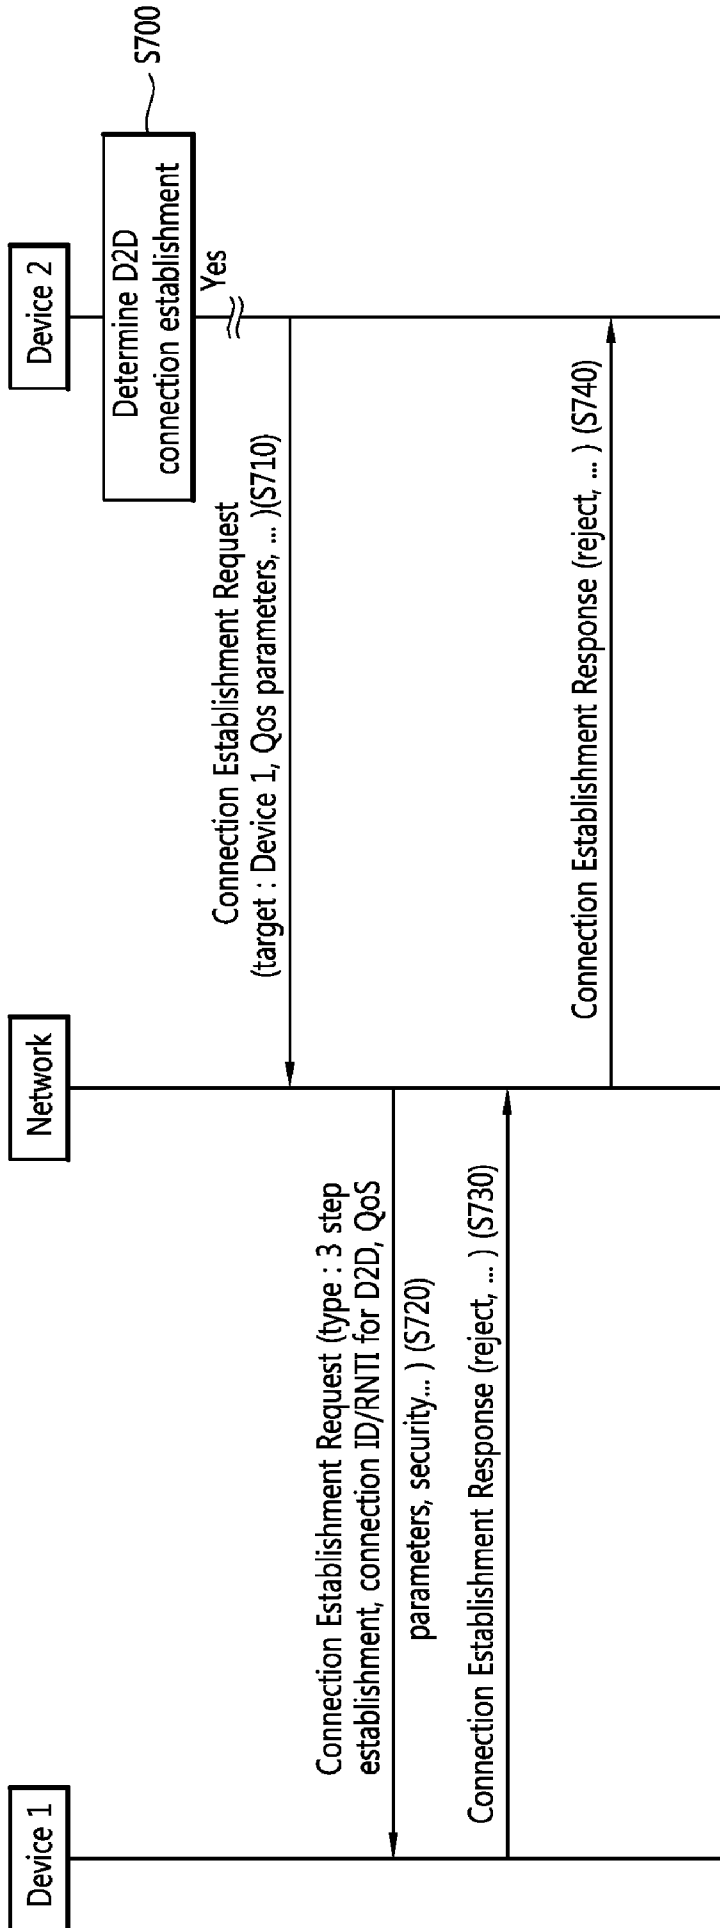 Device 1
Network
Device 2
Determine D2D
connection establishment
S700
Yes
Connection Establishment Request
(target : Device 1, Qos parameters, ... )(S710)
Connection Establishment Request (type : 3 step
establishment, connection ID/RNTI for D2D, QoS
parameters, security... ) (S720)
Connection Establishment Response (reject, ... ) (S730)
Connection Establishment Response (reject, ... ) (S740)